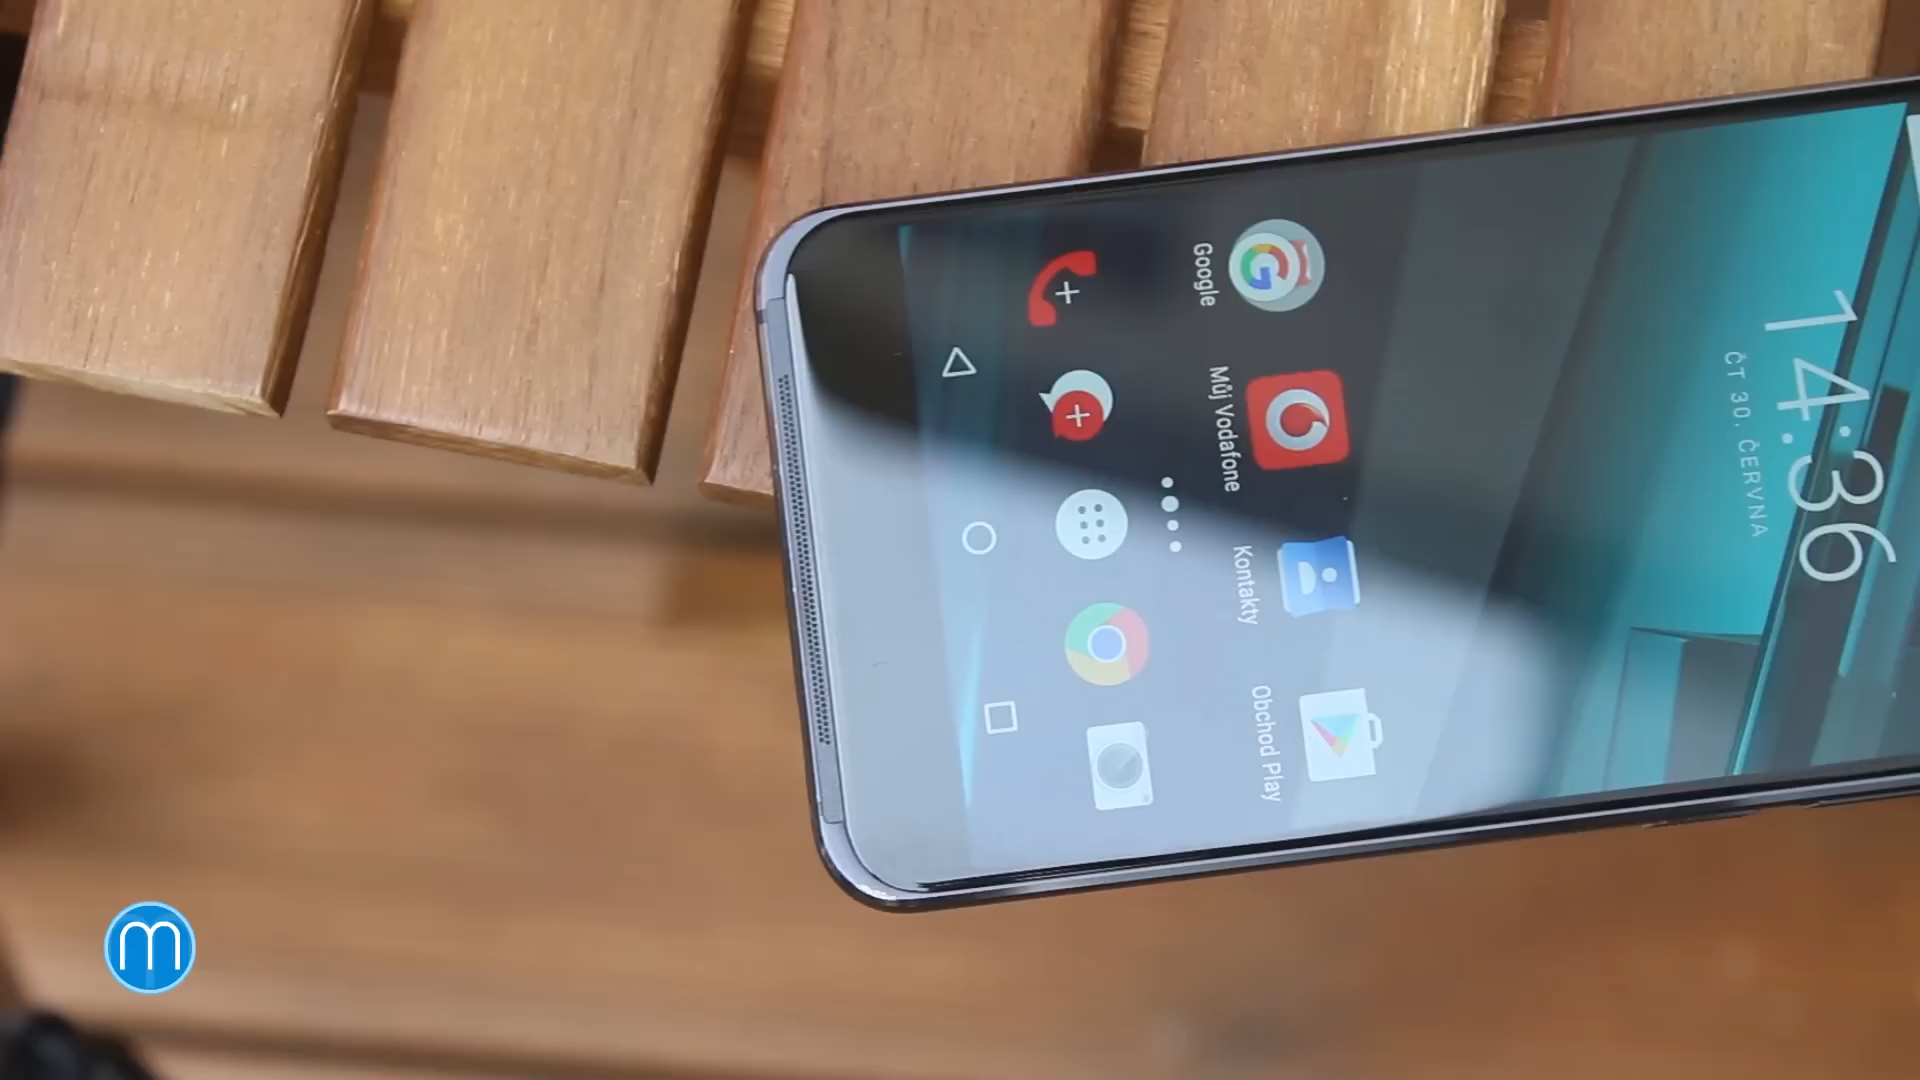 14:36
ČT 30. ČERVNA
Google
Můj Vodafone
Kontakty
Obchod Play
m